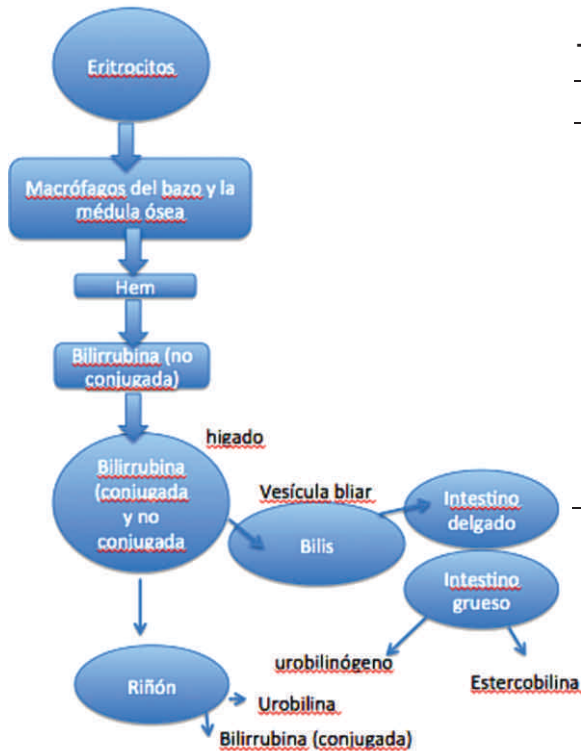 Eritrocitos
Macrófagos del bazo y la
médula ósea
Hem
Bilirrubina (no
conjugada)
higado
Bilirrubina
(conjugada
y no
conjugada
Vesícula bliar
Bilis
Intestino
delgado
Intestino
grueso
urobilinógeno
Estercobilina
Riñón
Urobilina
Bilirrubina (conjugada)